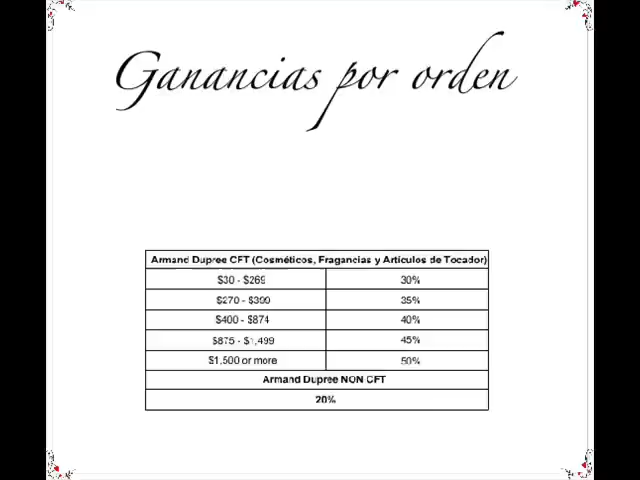 Ganancias por orden
Armand Dupree CFT (Cosméticos, Fragancias y Artículos de Tocador)
$30 - $269 30%
$270 - $399 35%
$400 - $874 40%
$875 - $1,499 45%
$1,500 or more 50%
Armand Dupree NON CFT
20%